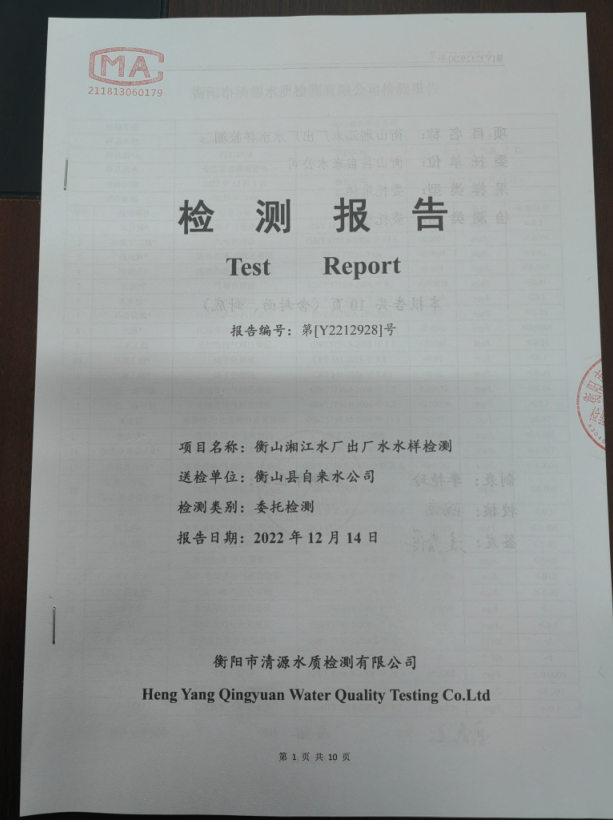 MA
211813060179
检 测 报 告
Test Report
报告编号：第[Y2212928]号
项目名称：衡山湘江水厂出厂水水样检测
送检单位：衡山县自来水公司
检测类别：委托检测
报告日期：2022 年 12 月 14 日
衡阳市清源水质检测有限公司
Heng Yang Qingyuan Water Quality Testing Co.Ltd
第 1 页 共 10 页